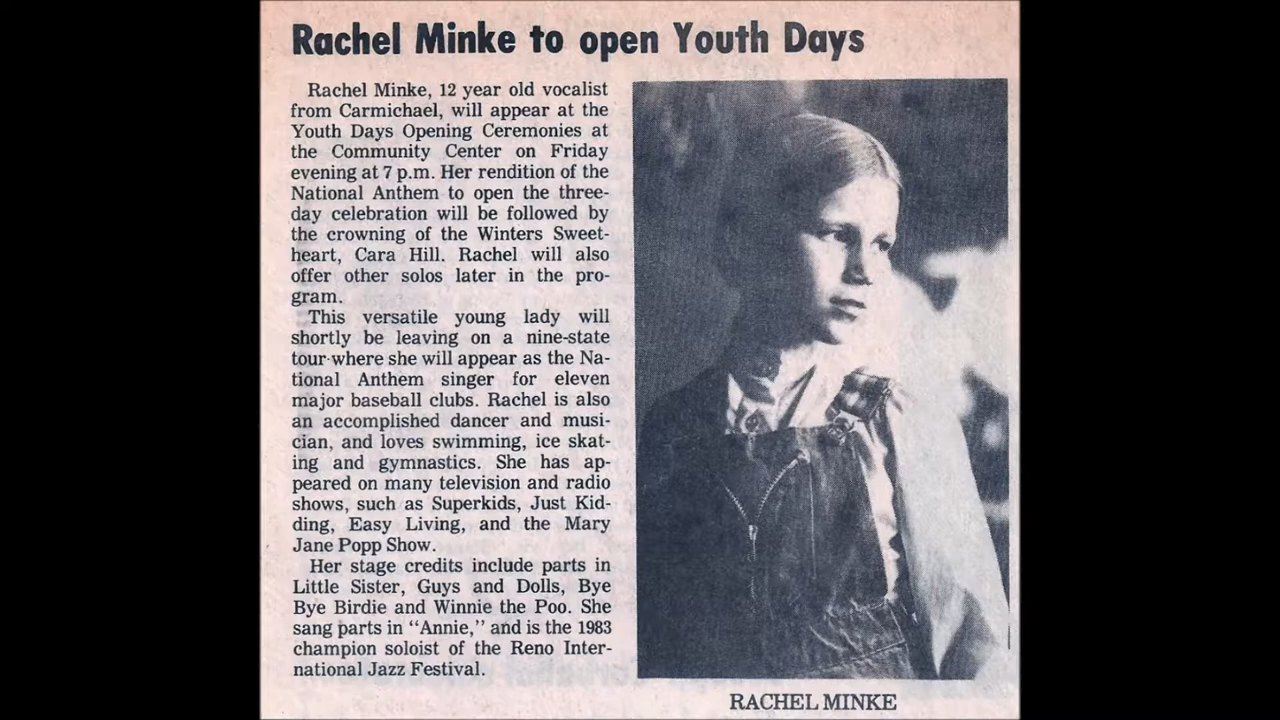 Rachel Minke to open Youth Days
Rachel Minke, 12 year old vocalist
from Carmichael, will appear at the
Youth Days Opening Ceremonies at
the Community Center on Friday
evening at 7 p.m. Her rendition of the
National Anthem to open the three-
day celebration will be followed by
the crowning of the Winters Sweet-
heart, Cara Hill. Rachel will also
offer other solos later in the pro-
gram.
This versatile young lady will
shortly be leaving on a nine-state
tour where she will appear as the Na-
tional Anthem singer for eleven
major baseball clubs. Rachel is also
an accomplished dancer and musi-
cian, and loves swimming, ice skat-
ing and gymnastics. She has ap-
peared on many television and radio
shows, such as Superkids, Just Kid-
ding, Easy Living, and the Mary
Jane Popp Show.
Her stage credits include parts in
Little Sister, Guys and Dolls, Bye
Bye Birdie and Winnie the Poo. She
sang parts in "Annie," and is the 1983
champion soloist of the Reno Inter-
national Jazz Festival.
RACHEL MINKE